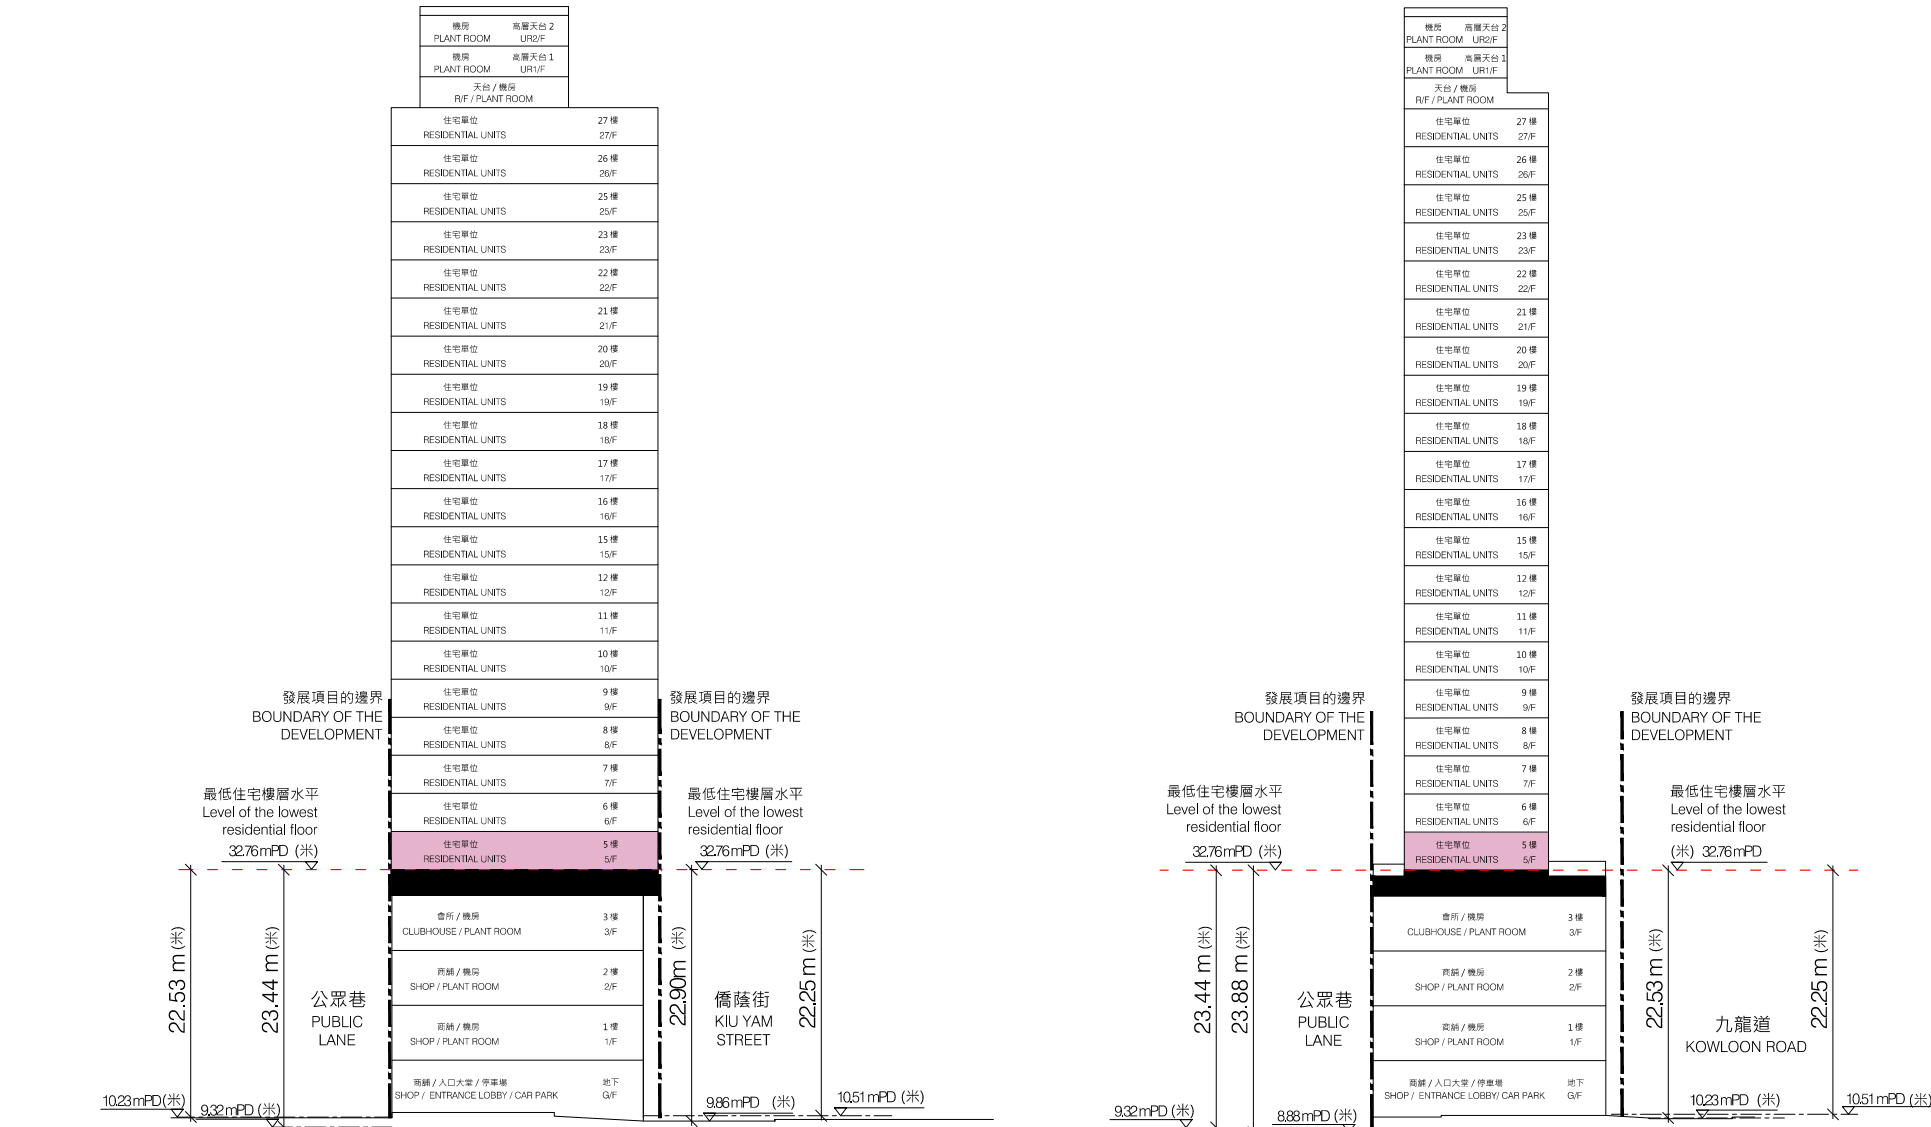 機房 高層天台 2
PLANT ROOM UR2/F
機房 高層天台 1
PLANT ROOM UR1/F
天台 / 機房
R/F / PLANT ROOM
住宅單位 27 樓
RESIDENTIAL UNITS 27/F
住宅單位 26 樓
RESIDENTIAL UNITS 26/F
住宅單位 25 樓
RESIDENTIAL UNITS 25/F
住宅單位 23 樓
RESIDENTIAL UNITS 23/F
住宅單位 22 樓
RESIDENTIAL UNITS 22/F
住宅單位 21 樓
RESIDENTIAL UNITS 21/F
住宅單位 20 樓
RESIDENTIAL UNITS 20/F
住宅單位 19 樓
RESIDENTIAL UNITS 19/F
住宅單位 18 樓
RESIDENTIAL UNITS 18/F
住宅單位 17 樓
RESIDENTIAL UNITS 17/F
住宅單位 16 樓
RESIDENTIAL UNITS 16/F
住宅單位 15 樓
RESIDENTIAL UNITS 15/F
住宅單位 12 樓
RESIDENTIAL UNITS 12/F
住宅單位 11 樓
RESIDENTIAL UNITS 11/F
住宅單位 10 樓
RESIDENTIAL UNITS 10/F
住宅單位 9 樓
RESIDENTIAL UNITS 9/F
住宅單位 8 樓
RESIDENTIAL UNITS 8/F
住宅單位 7 樓
RESIDENTIAL UNITS 7/F
住宅單位 6 樓
RESIDENTIAL UNITS 6/F
住宅單位 5 樓
RESIDENTIAL UNITS 5/F
會所 / 機房 3 樓
CLUBHOUSE / PLANT ROOM 3/F
商舖 / 機房 2 樓
SHOP / PLANT ROOM 2/F
商舖 / 機房 1 樓
SHOP / PLANT ROOM 1/F
商舖 / 入口大堂 / 停車場 地下
SHOP / ENTRANCE LOBBY / CAR PARK G/F
發展項目的邊界
BOUNDARY OF THE
DEVELOPMENT
最低住宅樓層水平
Level of the lowest
residential floor
32.76mPD (米)
22.53 m (米)
23.44 m (米)
公眾巷
PUBLIC
LANE
10.23mPD(米)
9.32mPD (米)
發展項目的邊界
BOUNDARY OF THE
DEVELOPMENT
最低住宅樓層水平
Level of the lowest
residential floor
32.76mPD (米)
22.90m (米)
僑蔭街
KIU YAM
STREET
22.25 m (米)
9.86mPD (米)
10.51 mPD (米)
機房 高層天台 2
PLANT ROOM UR2/F
機房 高層天台 1
PLANT ROOM UR1/F
天台 / 機房
R/F / PLANT ROOM
住宅單位 27 樓
RESIDENTIAL UNITS 27/F
住宅單位 26 樓
RESIDENTIAL UNITS 26/F
住宅單位 25 樓
RESIDENTIAL UNITS 25/F
住宅單位 23 樓
RESIDENTIAL UNITS 23/F
住宅單位 22 樓
RESIDENTIAL UNITS 22/F
住宅單位 21 樓
RESIDENTIAL UNITS 21/F
住宅單位 20 樓
RESIDENTIAL UNITS 20/F
住宅單位 19 樓
RESIDENTIAL UNITS 19/F
住宅單位 18 樓
RESIDENTIAL UNITS 18/F
住宅單位 17 樓
RESIDENTIAL UNITS 17/F
住宅單位 16 樓
RESIDENTIAL UNITS 16/F
住宅單位 15 樓
RESIDENTIAL UNITS 15/F
住宅單位 12 樓
RESIDENTIAL UNITS 12/F
住宅單位 11 樓
RESIDENTIAL UNITS 11/F
住宅單位 10 樓
RESIDENTIAL UNITS 10/F
住宅單位 9 樓
RESIDENTIAL UNITS 9/F
住宅單位 8 樓
RESIDENTIAL UNITS 8/F
住宅單位 7 樓
RESIDENTIAL UNITS 7/F
住宅單位 6 樓
RESIDENTIAL UNITS 6/F
住宅單位 5 樓
RESIDENTIAL UNITS 5/F
會所 / 機房 3 樓
CLUBHOUSE / PLANT ROOM 3/F
商舖 / 機房 2 樓
SHOP / PLANT ROOM 2/F
商舖 / 機房 1 樓
SHOP / PLANT ROOM 1/F
商舖 / 入口大堂 / 停車場 地下
SHOP / ENTRANCE LOBBY/ CAR PARK G/F
發展項目的邊界
BOUNDARY OF THE
DEVELOPMENT
最低住宅樓層水平
Level of the lowest
residential floor
32.76mPD (米)
23.44 m (米)
23.88 m (米)
公眾巷
PUBLIC
LANE
9.32mPD (米)
8.88mPD (米)
發展項目的邊界
BOUNDARY OF THE
DEVELOPMENT
最低住宅樓層水平
Level of the lowest
residential floor
(米) 32.76mPD
22.53 m (米)
九龍道
KOWLOON ROAD
22.25 m (米)
10.23mPD (米)
10.51 mPD (米)